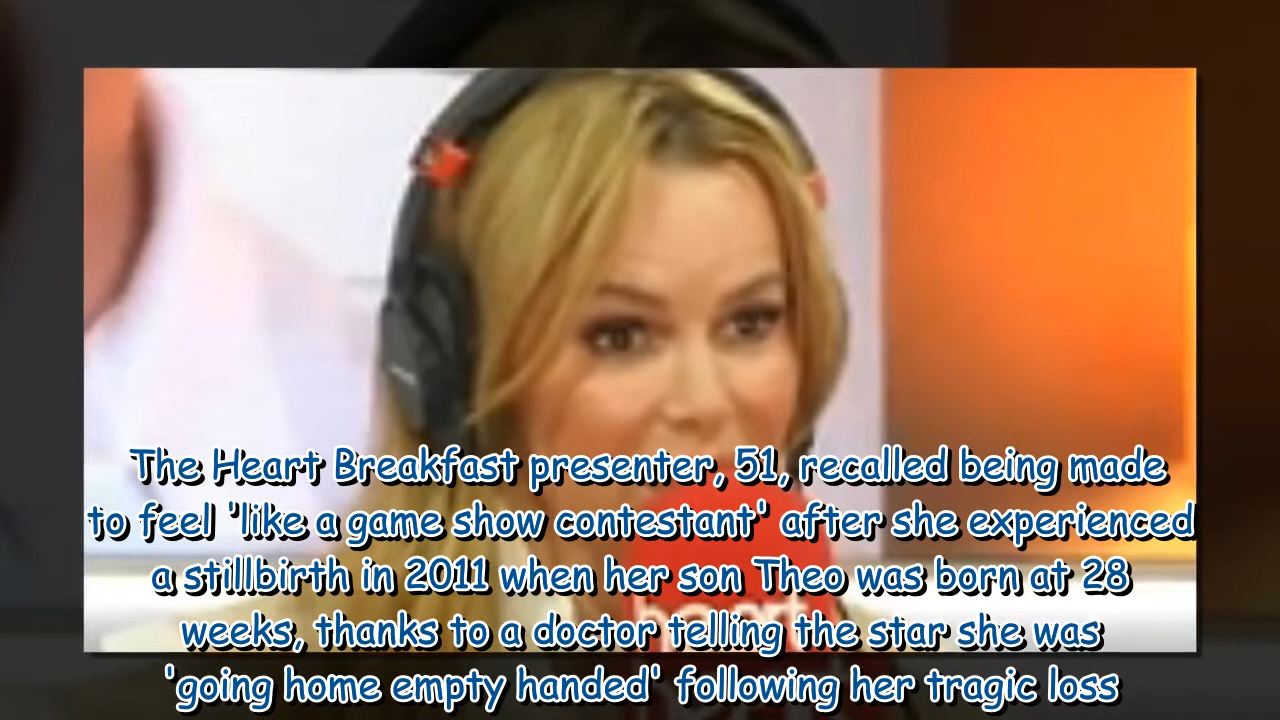 The Heart Breakfast presenter, 51, recalled being made
to feel 'like a game show contestant' after she experienced
a stillbirth in 2011 when her son Theo was born at 28
weeks, thanks to a doctor telling the star she was
'going home empty handed' following her tragic loss
heart